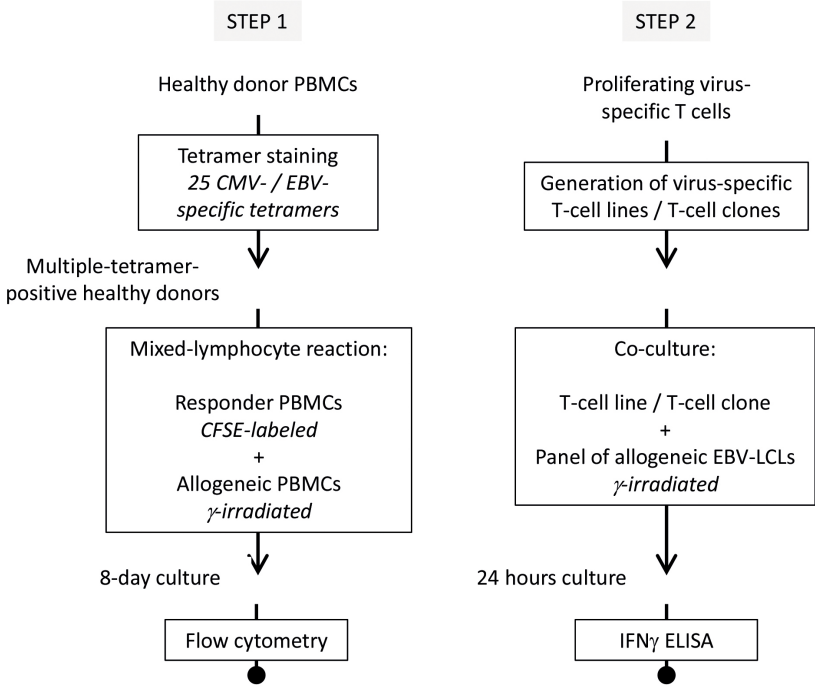 STEP 1
Healthy donor PBMCs
Tetramer staining
25 CMV- / EBV-
specific tetramers
Multiple-tetramer-
positive healthy donors
Mixed-lymphocyte reaction:
Responder PBMCs
CFSE-labeled
+
Allogeneic PBMCs
γ-irradiated
8-day culture
Flow cytometry
STEP 2
Proliferating virus-
specific T cells
Generation of virus-specific
T-cell lines / T-cell clones
Co-culture:
T-cell line / T-cell clone
+
Panel of allogeneic EBV-LCLs
γ-irradiated
24 hours culture
IFNγ ELISA